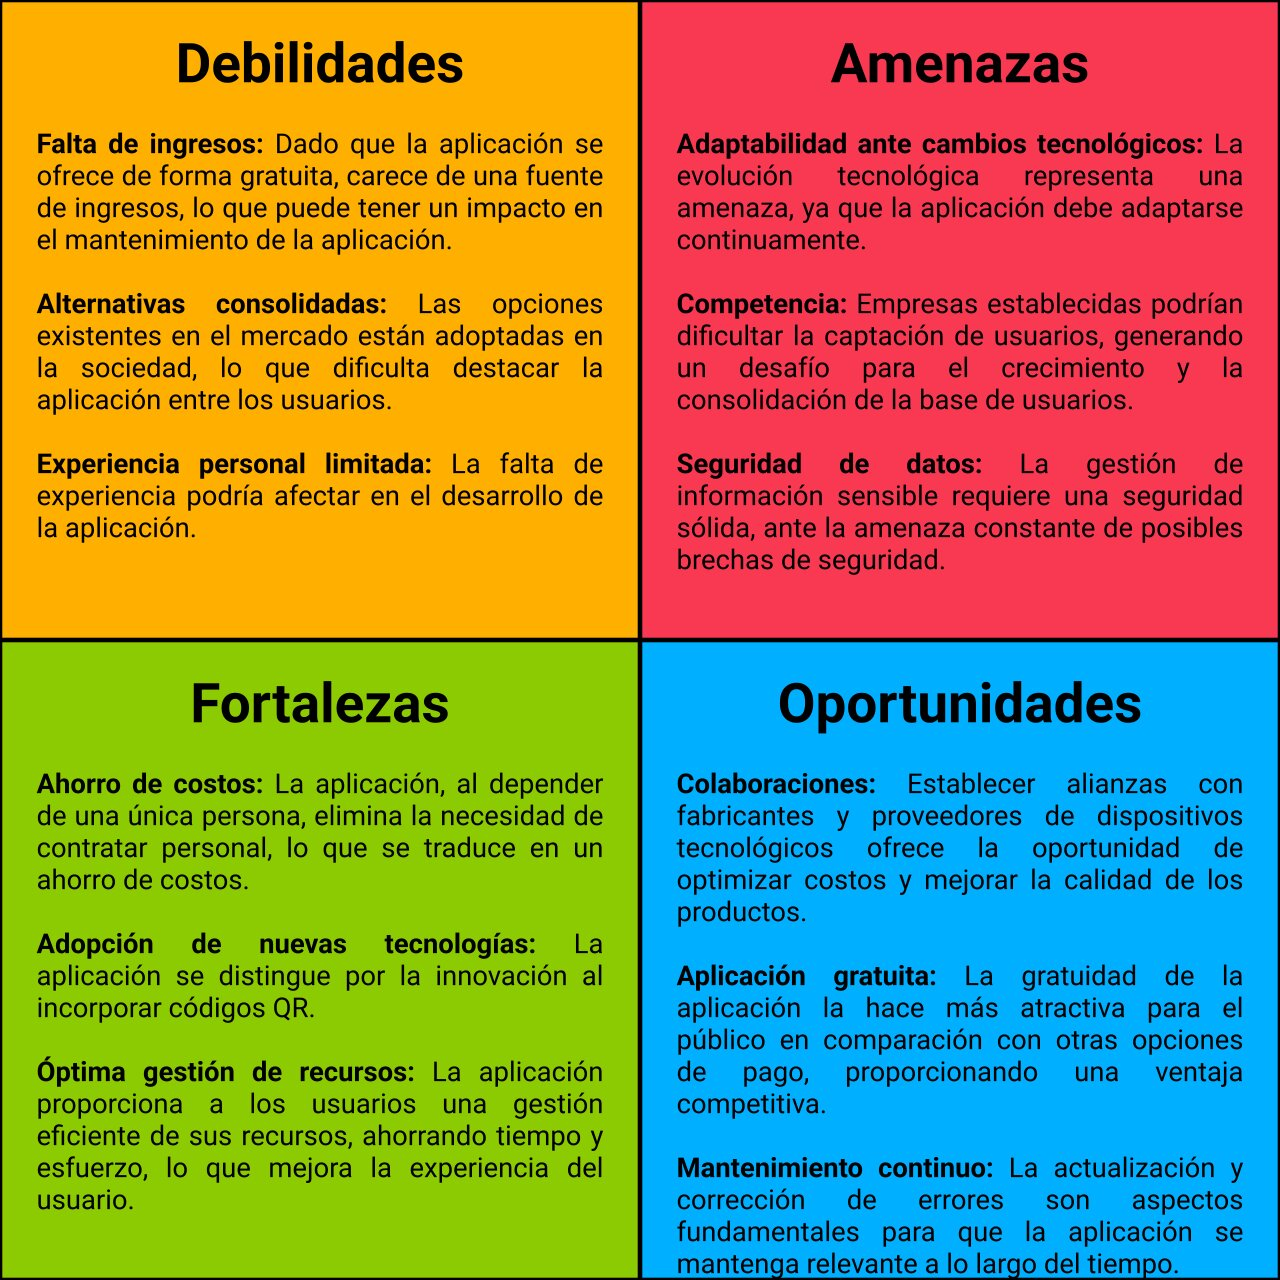 Debilidades
Falta de ingresos: Dado que la aplicación se
ofrece de forma gratuita, carece de una fuente
de ingresos, lo que puede tener un impacto en
el mantenimiento de la aplicación.
Alternativas consolidadas: Las opciones
existentes en el mercado están adoptadas en
la sociedad, lo que dificulta destacar la
aplicación entre los usuarios.
Experiencia personal limitada: La falta de
experiencia podría afectar en el desarrollo de
la aplicación.
Amenazas
Adaptabilidad ante cambios tecnológicos: La
evolución tecnológica representa una
amenaza, ya que la aplicación debe adaptarse
continuamente.
Competencia: Empresas establecidas podrían
dificultar la captación de usuarios, generando
un desafío para el crecimiento y la
consolidación de la base de usuarios.
Seguridad de datos: La gestión de
información sensible requiere una seguridad
sólida, ante la amenaza constante de posibles
brechas de seguridad.
Fortalezas
Ahorro de costos: La aplicación, al depender
de una única persona, elimina la necesidad de
contratar personal, lo que se traduce en un
ahorro de costos.
Adopción de nuevas tecnologías: La
aplicación se distingue por la innovación al
incorporar códigos QR.
Óptima gestión de recursos: La aplicación
proporciona a los usuarios una gestión
eficiente de sus recursos, ahorrando tiempo y
esfuerzo, lo que mejora la experiencia del
usuario.
Oportunidades
Colaboraciones: Establecer alianzas con
fabricantes y proveedores de dispositivos
tecnológicos ofrece la oportunidad de
optimizar costos y mejorar la calidad de los
productos.
Aplicación gratuita: La gratuidad de la
aplicación la hace más atractiva para el
público en comparación con otras opciones
de pago, proporcionando una ventaja
competitiva.
Mantenimiento continuo: La actualización y
corrección de errores son aspectos
fundamentales para que la aplicación se
mantenga relevante a lo largo del tiempo.